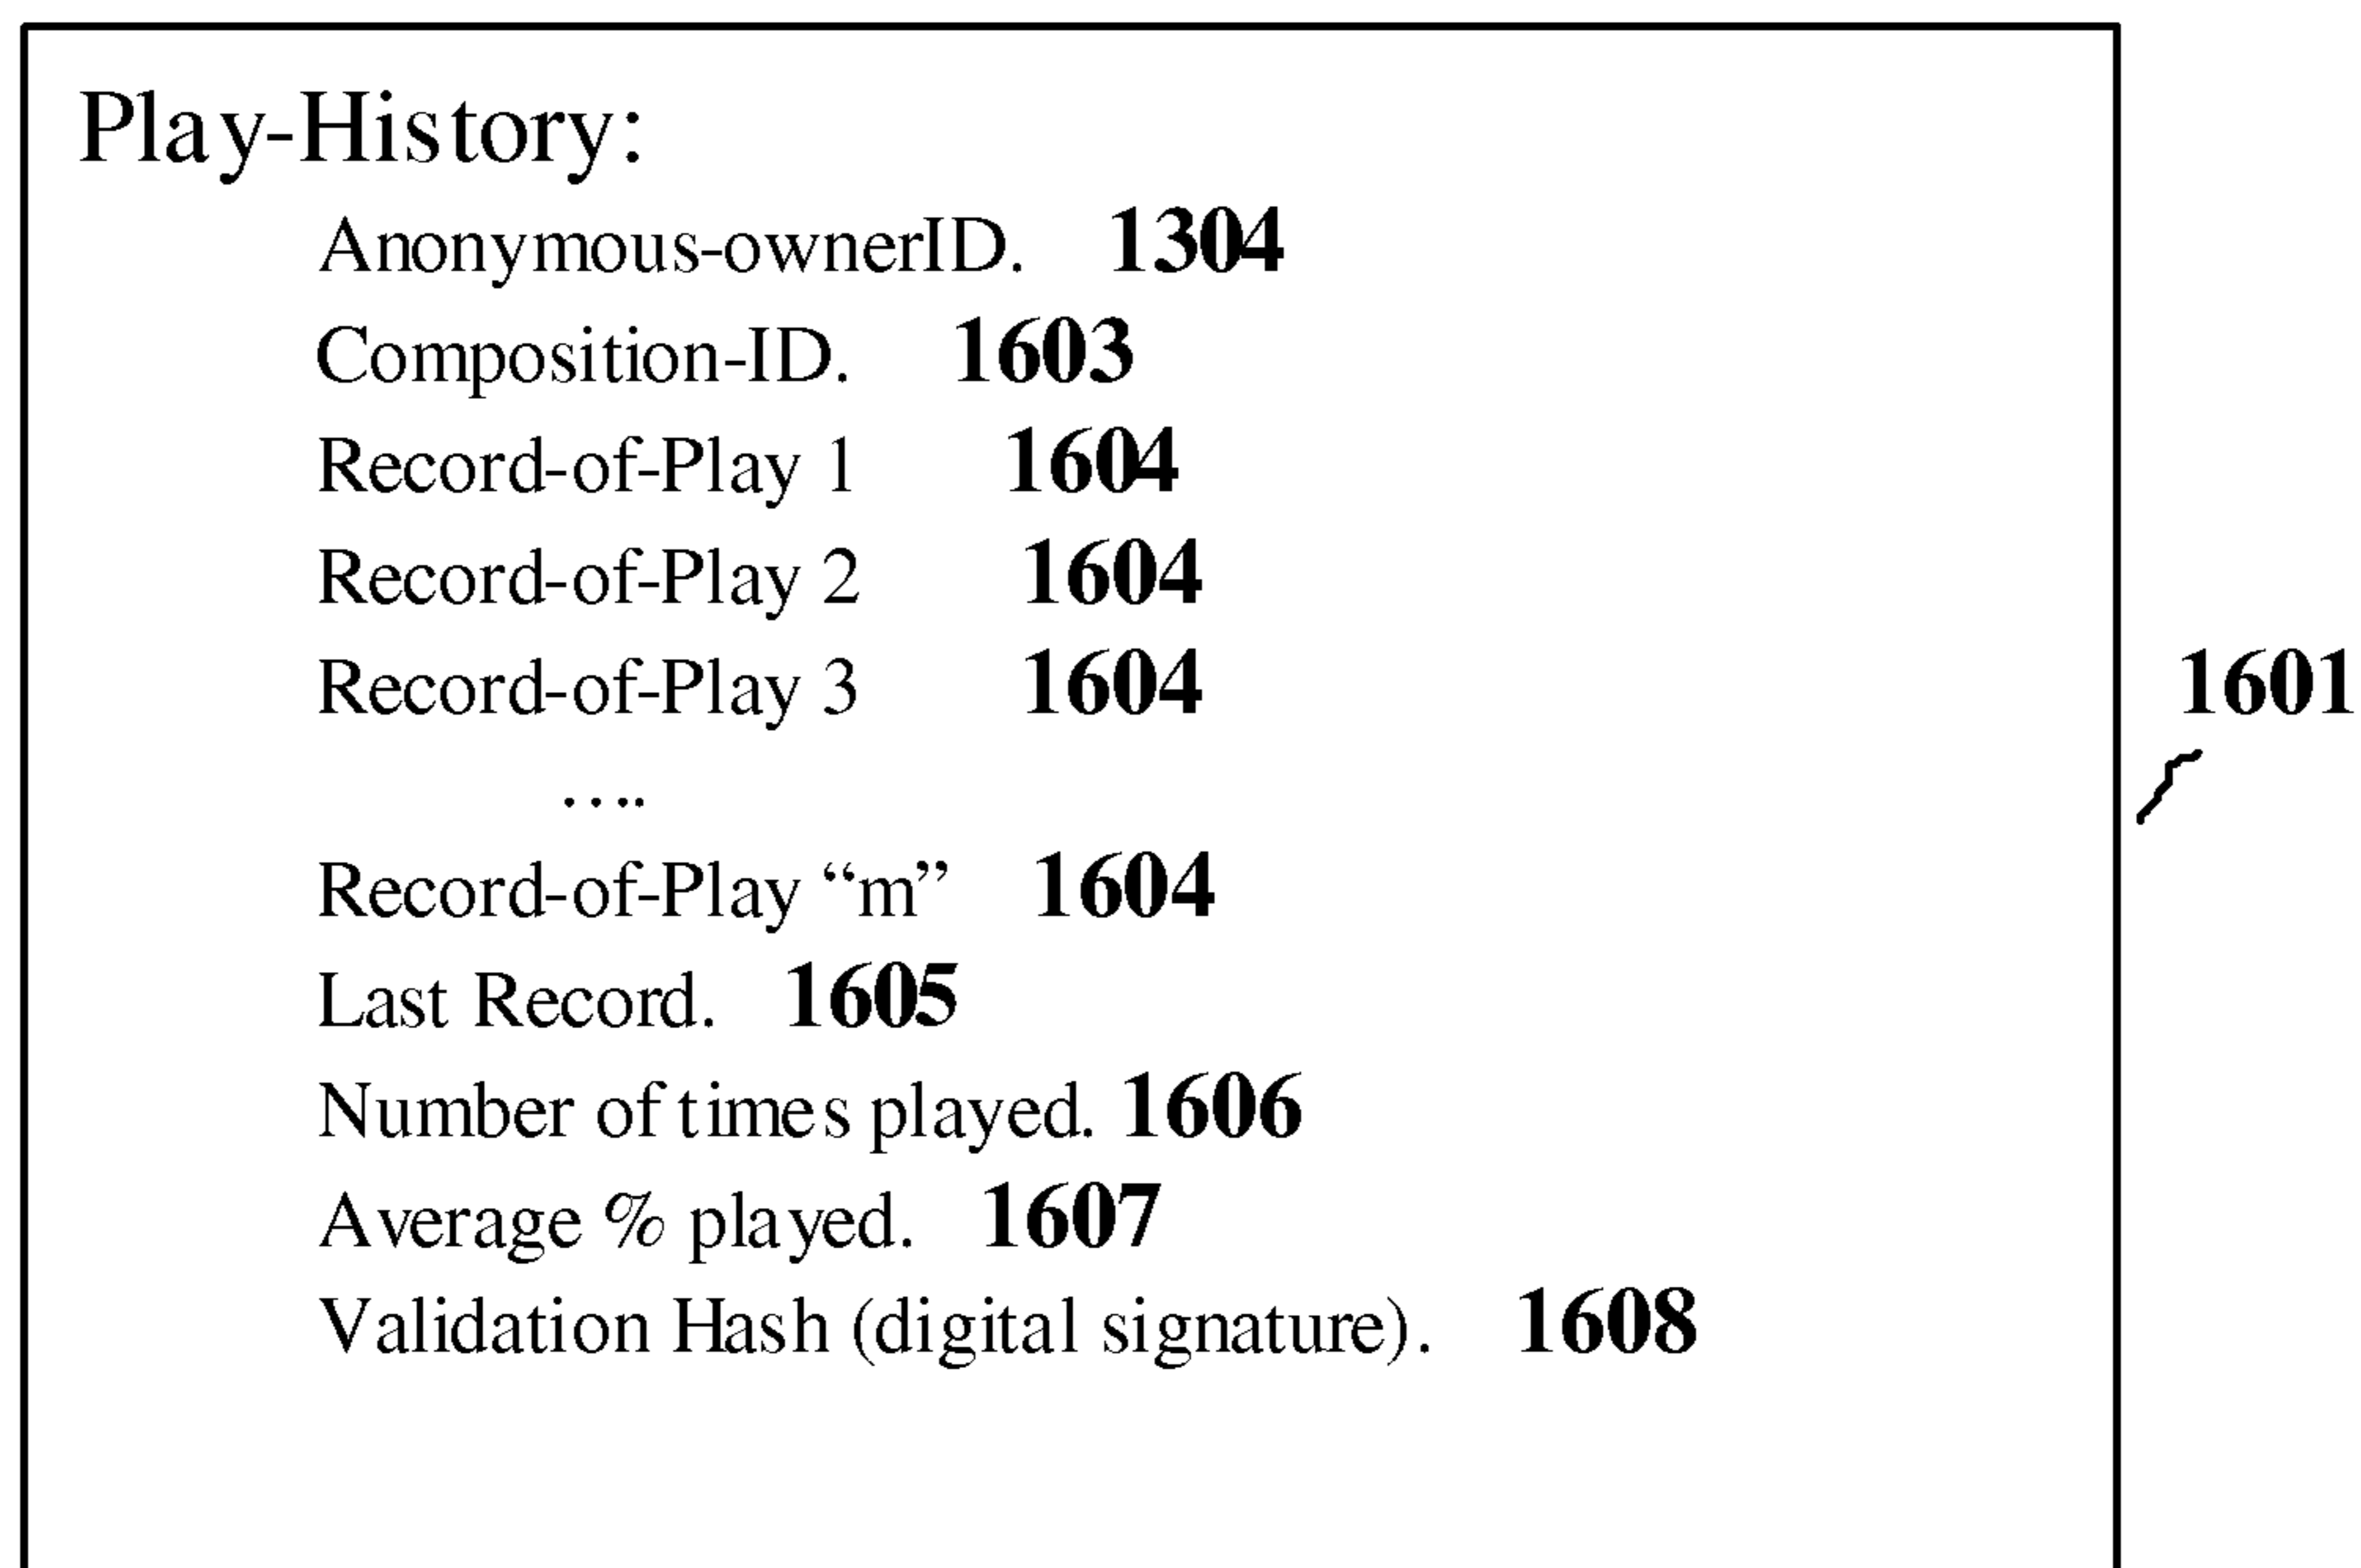 Play-History:
Anonymous-ownerID. 1304
Composition-ID. 1603
Record-of-Play 1 1604
Record-of-Play 2 1604
Record-of-Play 3 1604
1601
....
Record-of-Play “m” 1604
Last Record. 1605
Number of times played. 1606
Average % played. 1607
Validation Hash (digital signature). 1608